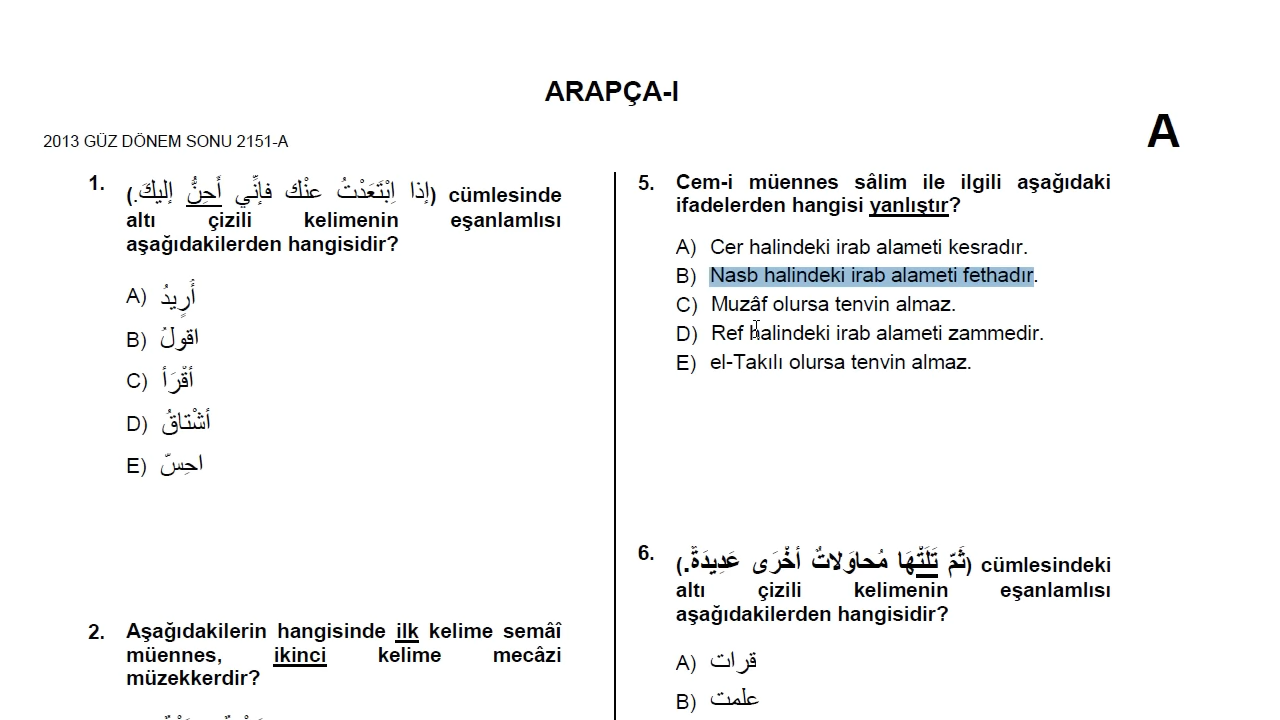 ARAPÇA-I
A
2013 GÜZ DÖNEM SONU 2151-A
1. (إذا اِبْتَعَدْتُ عنْك فإنِّي أَحِنُّ إليك.) cümlesinde
altı çizili kelimenin eşanlamlısı
aşağıdakilerden hangisidir?
A) أُرِيدُ
B) اقولُ
C) أقْرَأ
D) أشْتاقُ
E) احِسّ
2. Aşağıdakilerin hangisinde ilk kelime semâî
müennes, ikinci kelime mecâzi
müzekkerdir?
5. Cem-i müennes sâlim ile ilgili aşağıdaki
ifadelerden hangisi yanlıştır?
A) Cer halindeki irab alameti kesradır.
B) Nasb halindeki irab alameti fethadır.
C) Muzâf olursa tenvin almaz.
D) Ref halindeki irab alameti zammedir.
E) el-Takılı olursa tenvin almaz.
6. (ثُمّ تَلَتْهَا مُحاوَلاتٌ أخْرَى عَدِيدَةٌ.) cümlesindeki
altı çizili kelimenin eşanlamlısı
aşağıdakilerden hangisidir?
A) قرات
B) علمت